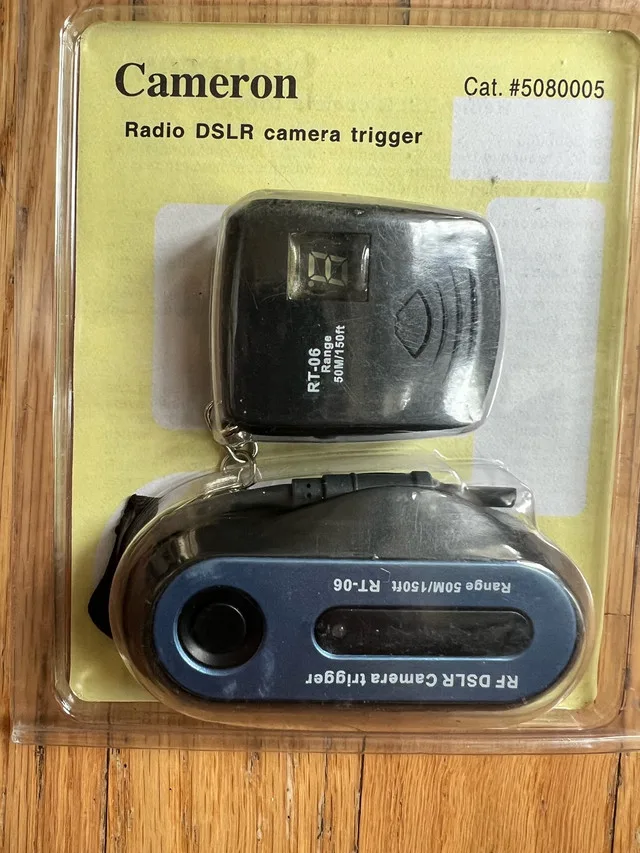 Cameron
Cat. #5080005
Radio DSLR camera trigger
RT-06
Range
50M/150ft
RF DSLR Camera trigger
Range 50M/150ft RT-06